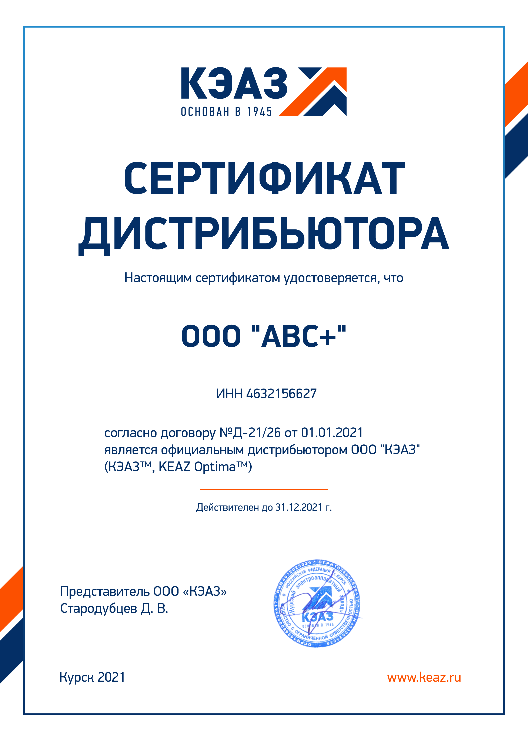 КЭАЗ
ОСНОВАН В 1945
СЕРТИФИКАТ
ДИСТРИБЬЮТОРА
Настоящим сертификатом удостоверяется, что
ООО "АВС+"
ИНН 4632156627
согласно договору №Д-21/26 от 01.01.2021
является официальным дистрибьютором ООО "КЭАЗ"
(КЭАЗ™, KEAZ Optima™)
Действителен до 31.12.2021 г.
Представитель ООО «КЭАЗ»
Стародубцев Д. В.
КЭАЗ
Курск 2021
www.keaz.ru